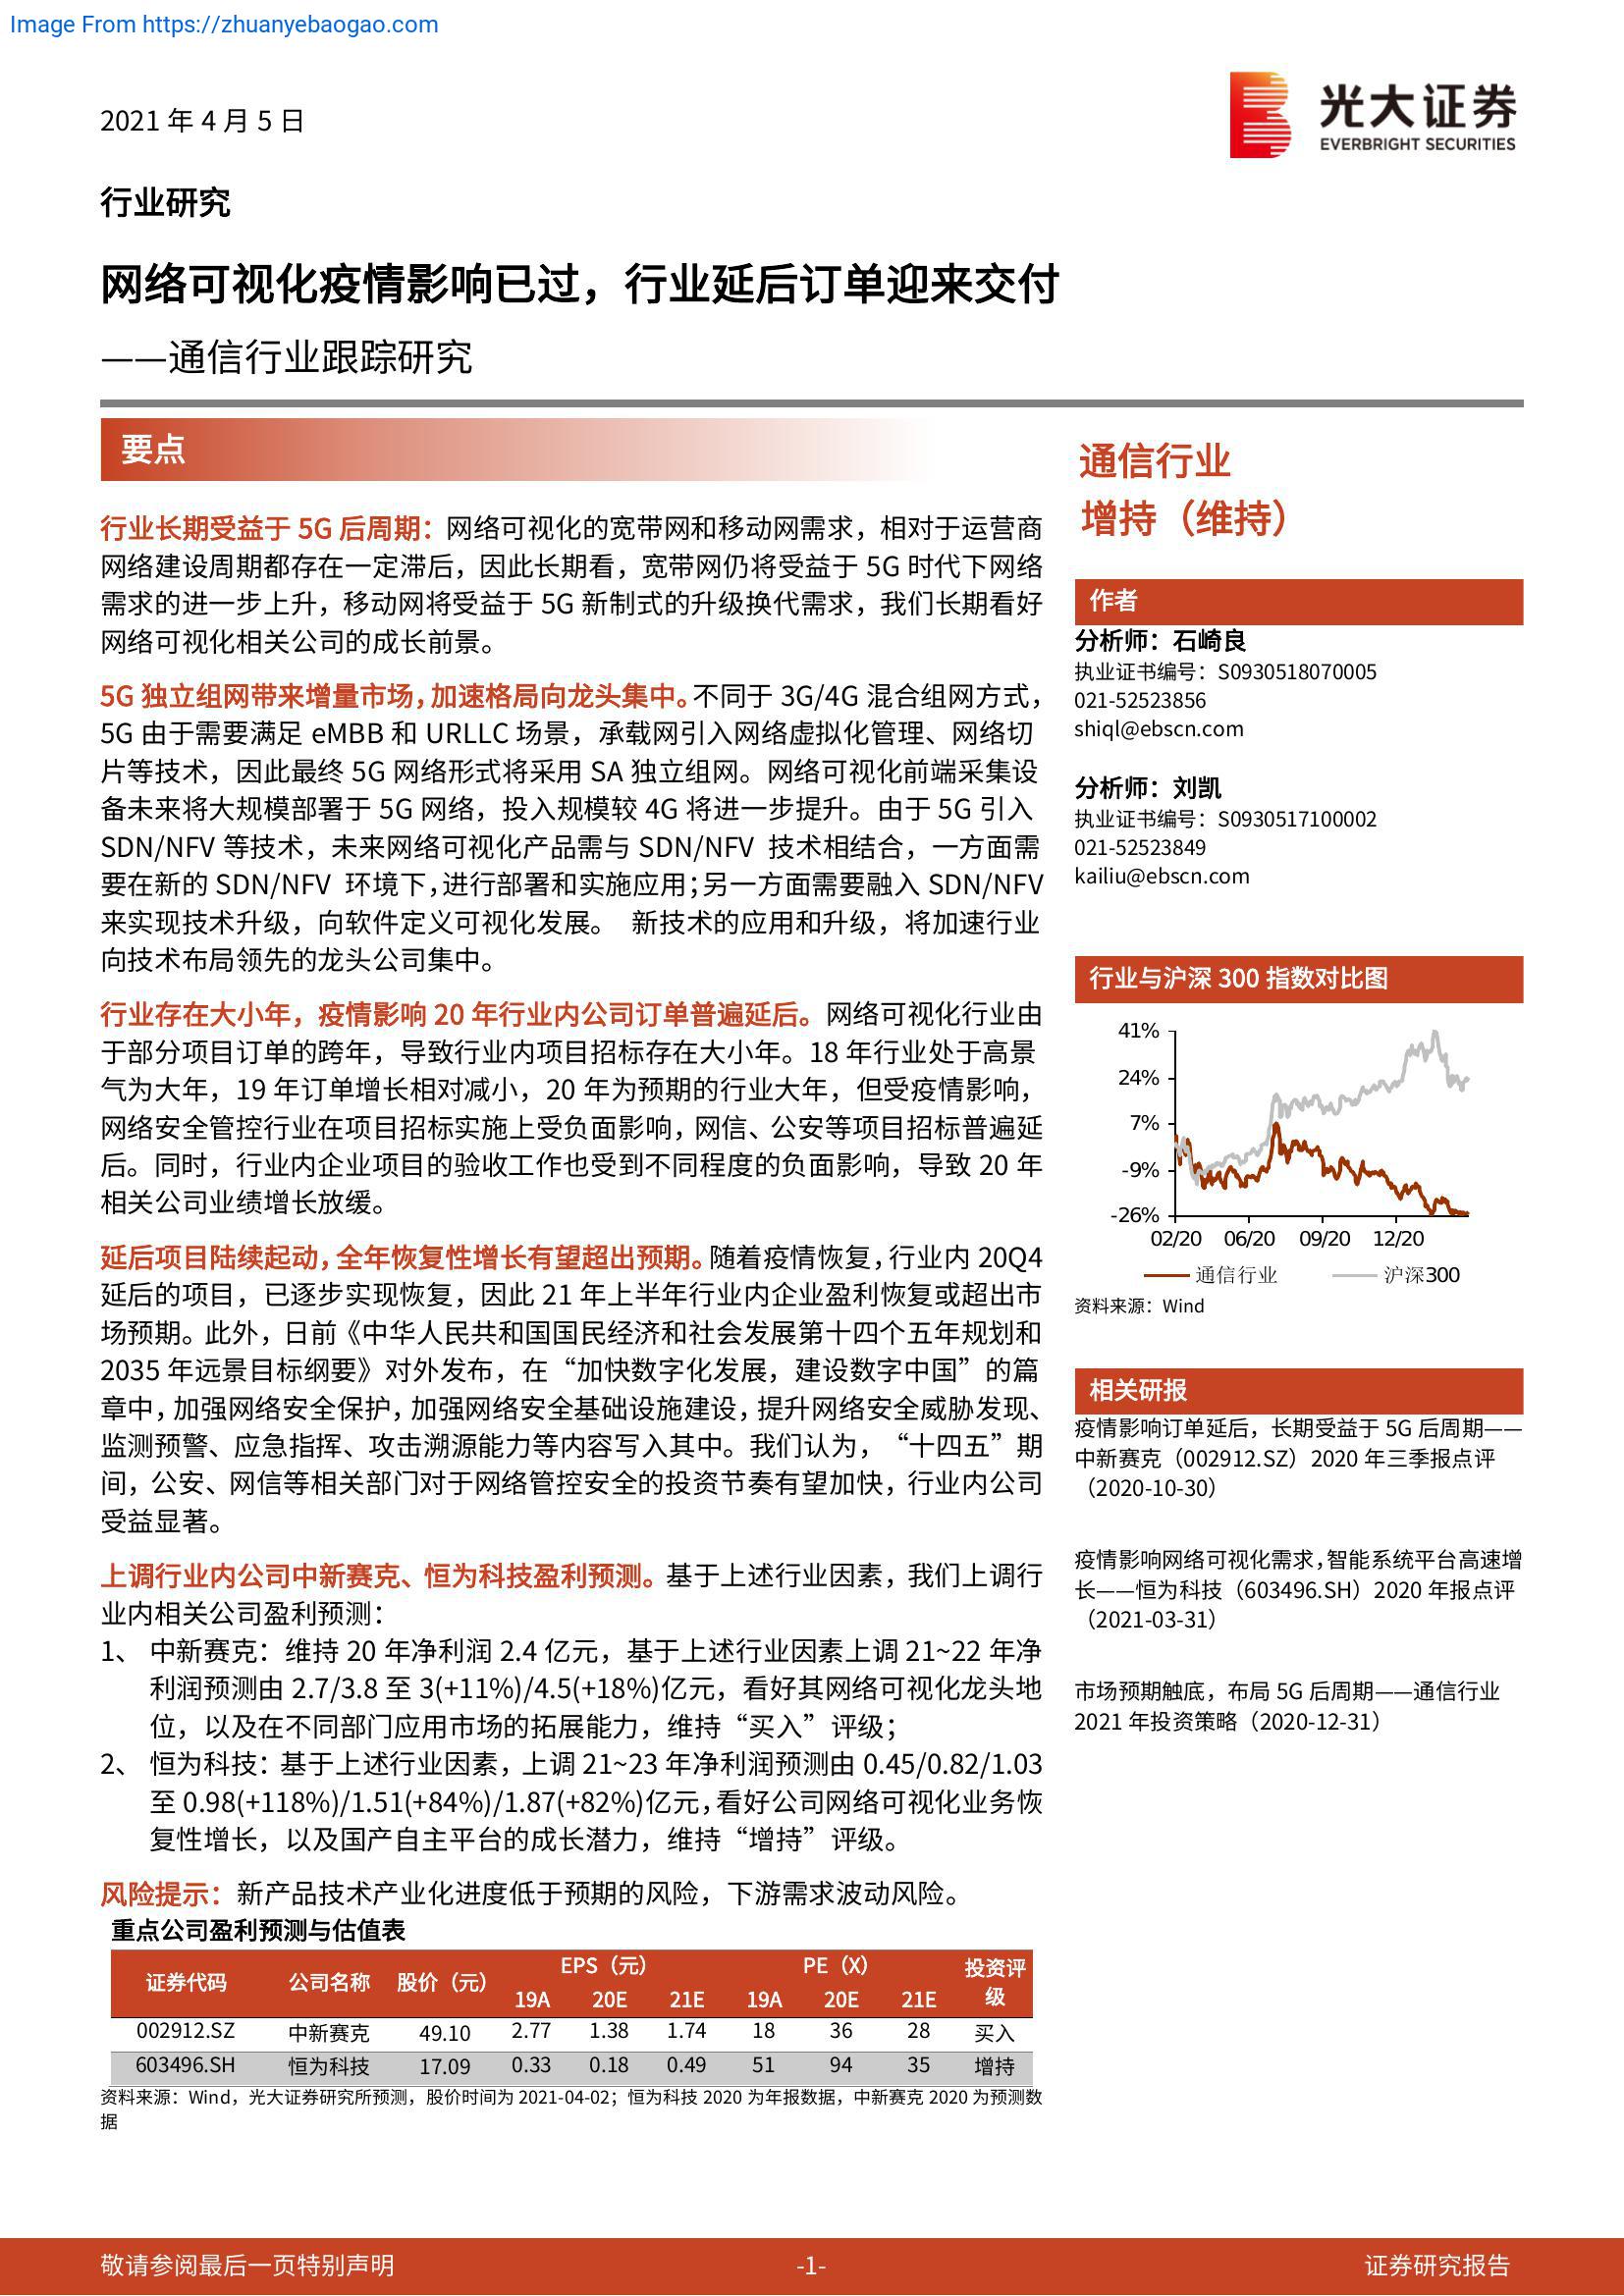 Image From https://zhuanyebaogao.com
2021 年 4 月 5 日
光大证券
EVERBRIGHT SECURITIES
行业研究
网络可视化疫情影响已过，行业延后订单迎来交付
——通信行业跟踪研究
要点
行业长期受益于 5G 后周期：网络可视化的宽带网和移动网需求，相对于运营商
网络建设周期都存在一定滞后，因此长期看，宽带网仍将受益于 5G 时代下网络
需求的进一步上升，移动网将受益于 5G 新制式的升级换代需求，我们长期看好
网络可视化相关公司的成长前景。
5G 独立组网带来增量市场，加速格局向龙头集中。不同于 3G/4G 混合组网方式，
5G 由于需要满足 eMBB 和 URLLC 场景，承载网引入网络虚拟化管理、网络切
片等技术，因此最终 5G 网络形式将采用 SA 独立组网。网络可视化前端采集设
备未来将大规模部署于 5G 网络，投入规模较 4G 将进一步提升。由于 5G 引入
SDN/NFV 等技术，未来网络可视化产品需与 SDN/NFV 技术相结合，一方面需
要在新的 SDN/NFV 环境下，进行部署和实施应用；另一方面需要融入 SDN/NFV
来实现技术升级，向软件定义可视化发展。 新技术的应用和升级，将加速行业
向技术布局领先的龙头公司集中。
行业存在大小年，疫情影响 20 年行业内公司订单普遍延后。网络可视化行业由
于部分项目订单的跨年，导致行业内项目招标存在大小年。18 年行业处于高景
气为大年，19 年订单增长相对减小，20 年为预期的行业大年，但受疫情影响，
网络安全管控行业在项目招标实施上受负面影响，网信、公安等项目招标普遍延
后。同时，行业内企业项目的验收工作也受到不同程度的负面影响，导致 20 年
相关公司业绩增长放缓。
延后项目陆续起动，全年恢复性增长有望超出预期。随着疫情恢复，行业内 20Q4
延后的项目，已逐步实现恢复，因此 21 年上半年行业内企业盈利恢复或超出市
场预期。此外，日前《中华人民共和国国民经济和社会发展第十四个五年规划和
2035 年远景目标纲要》对外发布，在“加快数字化发展，建设数字中国”的篇
章中，加强网络安全保护，加强网络安全基础设施建设，提升网络安全威胁发现、
监测预警、应急指挥、攻击溯源能力等内容写入其中。我们认为，“十四五”期
间，公安、网信等相关部门对于网络管控安全的投资节奏有望加快，行业内公司
受益显著。
上调行业内公司中新赛克、恒为科技盈利预测。基于上述行业因素，我们上调行
业内相关公司盈利预测：
1、 中新赛克：维持 20 年净利润 2.4 亿元，基于上述行业因素上调 21~22 年净
利润预测由 2.7/3.8 至 3(+11%)/4.5(+18%)亿元，看好其网络可视化龙头地
位，以及在不同部门应用市场的拓展能力，维持“买入”评级；
2、 恒为科技：基于上述行业因素，上调 21~23 年净利润预测由 0.45/0.82/1.03
至 0.98(+118%)/1.51(+84%)/1.87(+82%)亿元，看好公司网络可视化业务恢
复性增长，以及国产自主平台的成长潜力，维持“增持”评级。
风险提示：新产品技术产业化进度低于预期的风险，下游需求波动风险。
重点公司盈利预测与估值表
证券代码 公司名称 股价（元） EPS（元） PE（X） 投资评级
19A 20E 21E 19A 20E 21E
002912.SZ 中新赛克 49.10 2.77 1.38 1.74 18 36 28 买入
603496.SH 恒为科技 17.09 0.33 0.18 0.49 51 94 35 增持
资料来源：Wind，光大证券研究所预测，股价时间为 2021-04-02；恒为科技 2020 为年报数据，中新赛克 2020 为预测数
据
通信行业
增持（维持）
作者
分析师：石崎良
执业证书编号：S0930518070005
021-52523856
shiql@ebscn.com
分析师：刘凯
执业证书编号：S0930517100002
021-52523849
kailiu@ebscn.com
行业与沪深 300 指数对比图
41%
24%
7%
-9%
-26%
02/20 06/20 09/20 12/20
通信行业 沪深300
资料来源：Wind
相关研报
疫情影响订单延后，长期受益于 5G 后周期——
中新赛克（002912.SZ）2020 年三季报点评
（2020-10-30）
疫情影响网络可视化需求，智能系统平台高速增
长——恒为科技（603496.SH）2020 年报点评
（2021-03-31）
市场预期触底，布局 5G 后周期——通信行业
2021 年投资策略（2020-12-31）
敬请参阅最后一页特别声明 -1- 证券研究报告